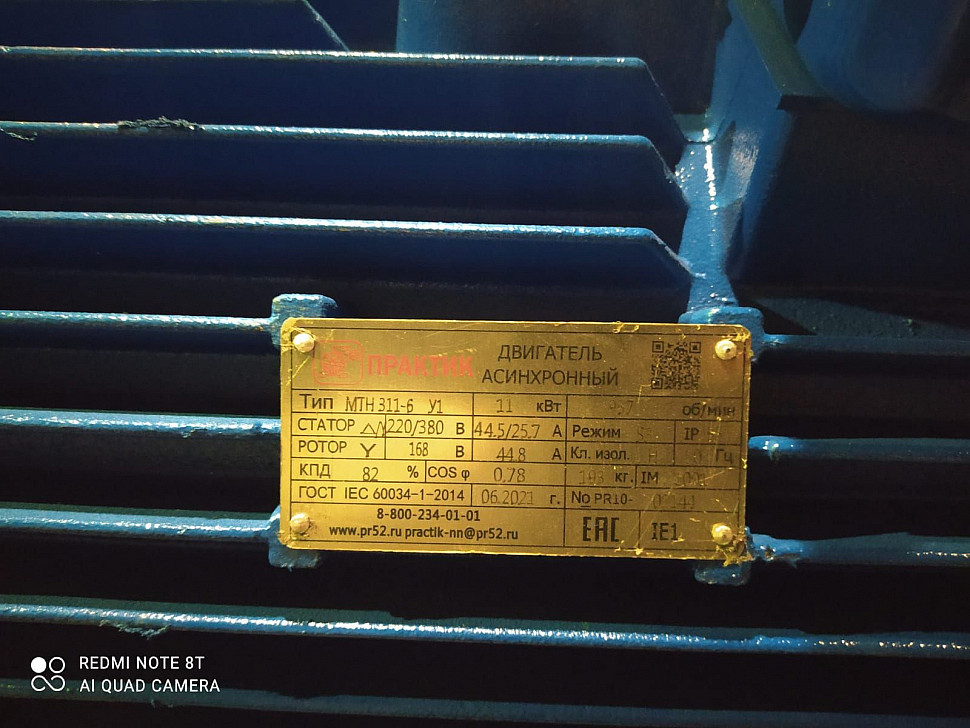 ПРАКТИК
ДВИГАТЕЛЬ
АСИНХРОННЫЙ
Тип МТН 311-6 У1 11 кВт 957 об/мин
СТАТОР △/Y 220/380 В 44.5/25.7 А Режим IP
РОТОР Y 168 В 44.8 А Кл. изол. Н Гц
КПД 82 % COS φ 0,78 193 кг. IM
ГОСТ IEC 60034-1-2014 06.2021 г. No PR10-
8-800-234-01-01
www.pr52.ru practik-nn@pr52.ru
EAC IE1
REDMI NOTE 8T
AI QUAD CAMERA